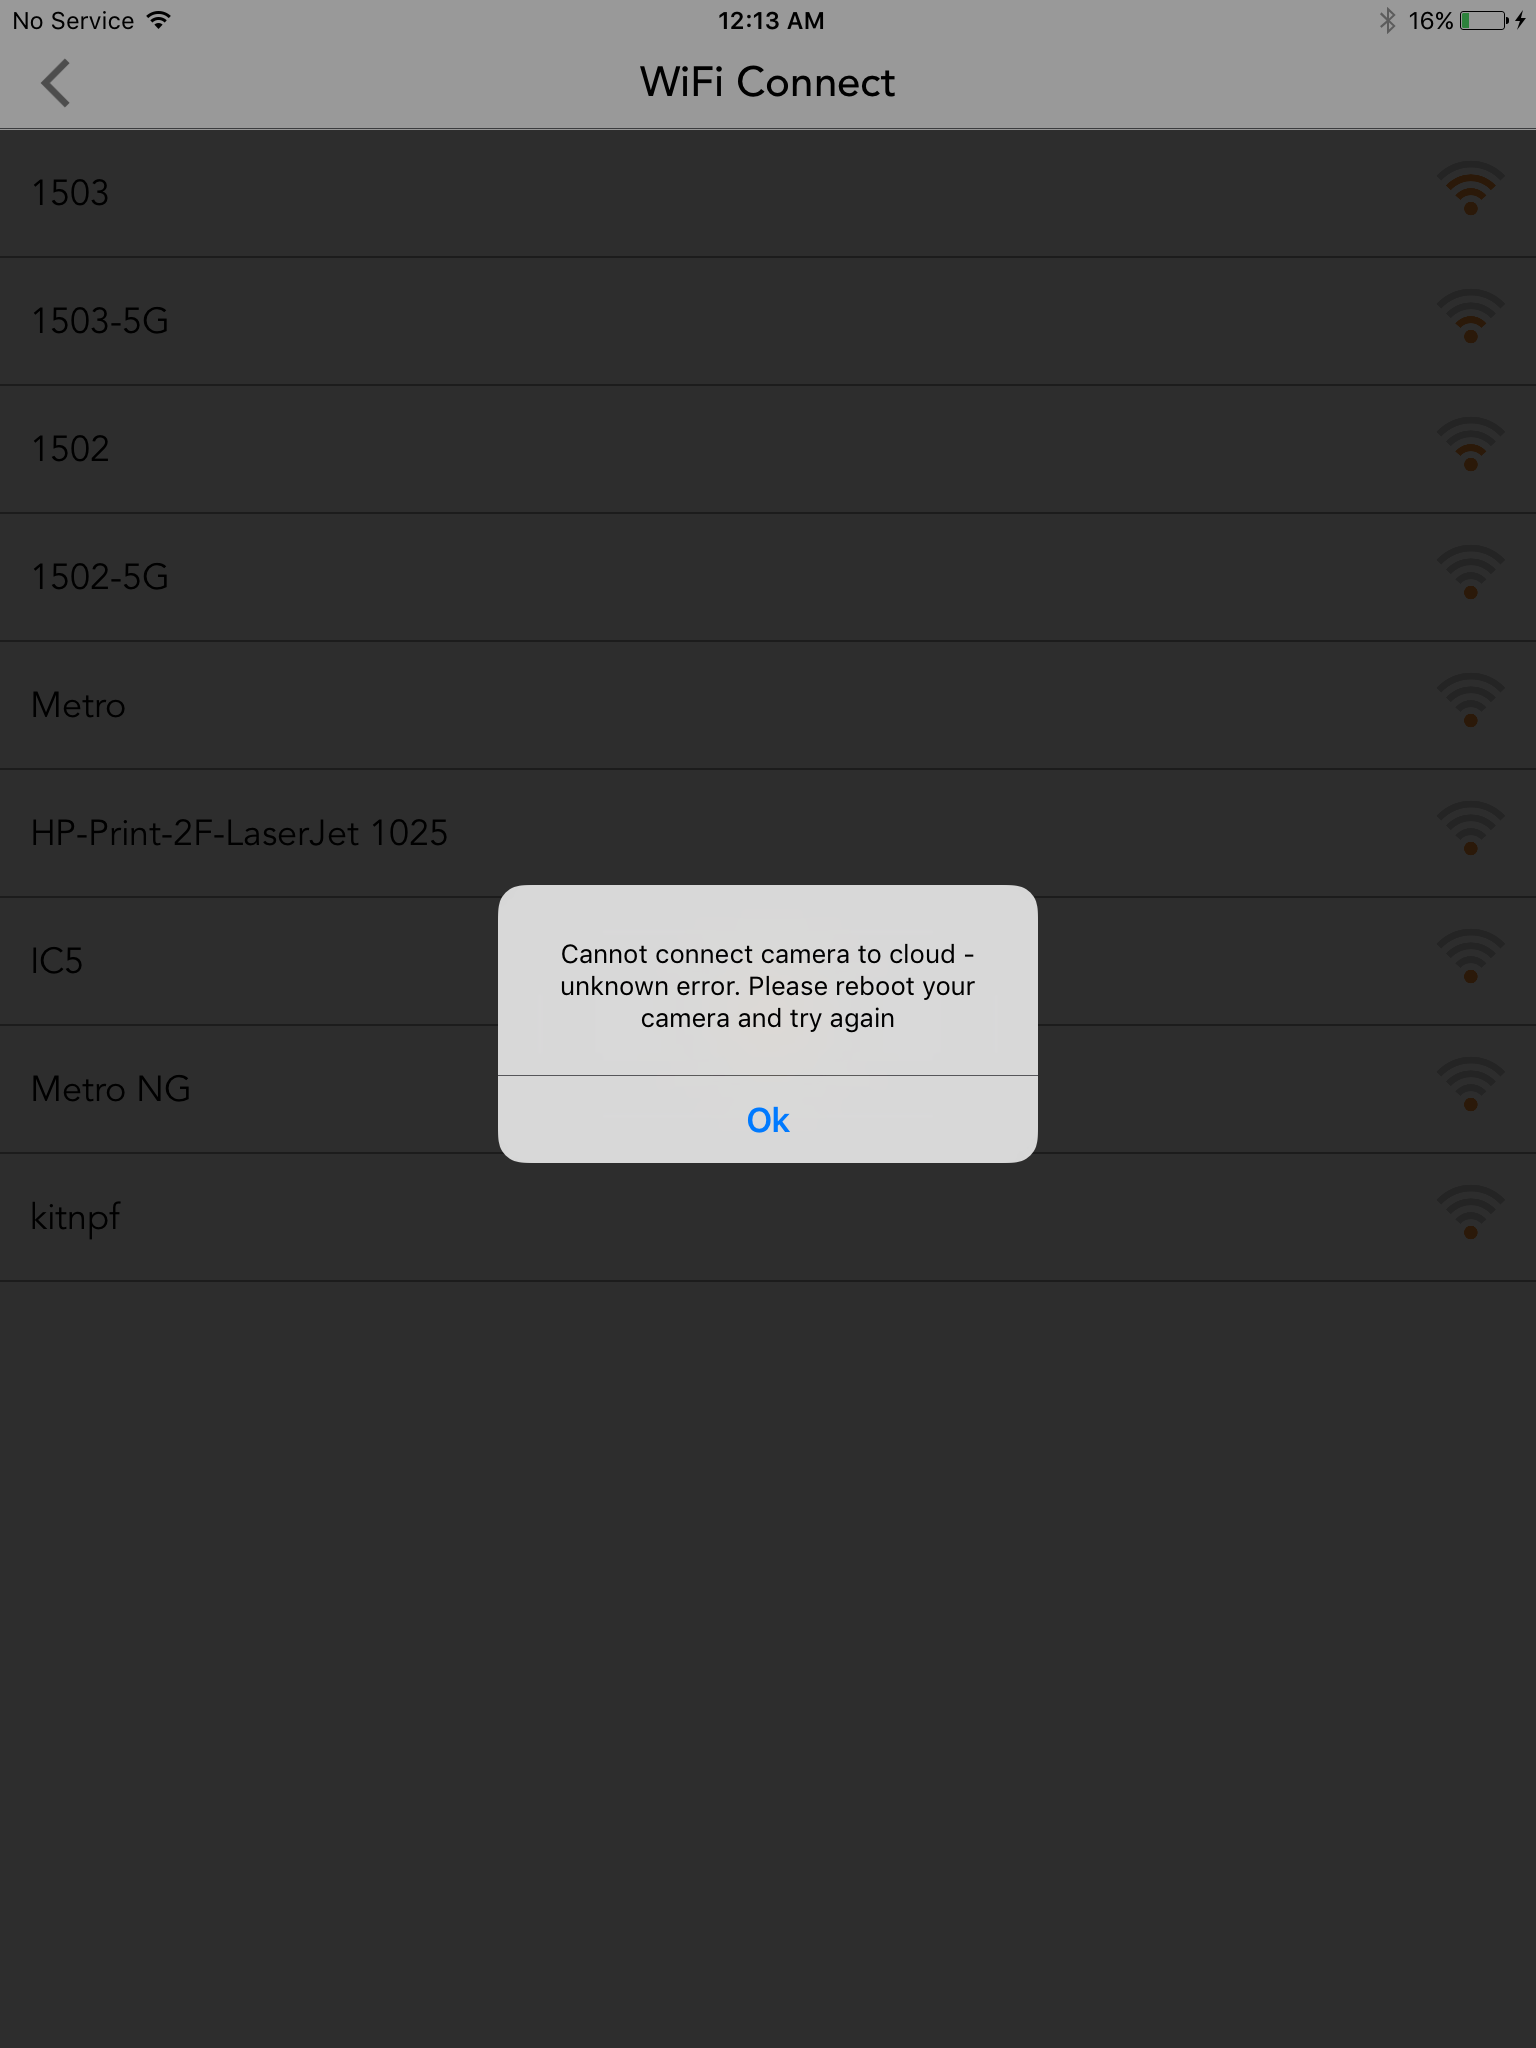 No Service
12:13 AM
16%
WiFi Connect
1503
1503-5G
1502
1502-5G
Metro
HP-Print-2F-LaserJet 1025
IC5
Metro NG
kitnpf
Cannot connect camera to cloud -
unknown error. Please reboot your
camera and try again
Ok